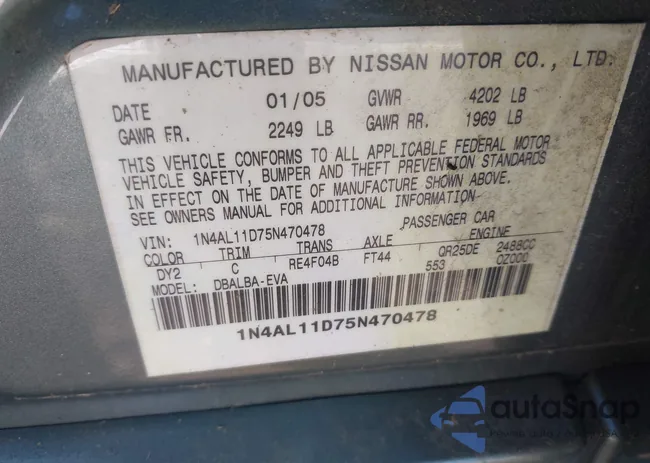 MANUFACTURED BY NISSAN MOTOR CO., LTD.
DATE 01/05 GVWR 4202 LB
GAWR FR. 2249 LB GAWR RR. 1969 LB
THIS VEHICLE CONFORMS TO ALL APPLICABLE FEDERAL MOTOR
VEHICLE SAFETY, BUMPER AND THEFT PREVENTION STANDARDS
IN EFFECT ON THE DATE OF MANUFACTURE SHOWN ABOVE.
SEE OWNERS MANUAL FOR ADDITIONAL INFORMATION.
VIN: 1N4AL11D75N470478 PASSENGER CAR
COLOR TRIM TRANS AXLE ENGINE
DY2 C RE4F04B FT44 QR25DE 2488CC
MODEL: DBALBA-EVA 553 0Z000
1N4AL11D75N470478
autoSnap